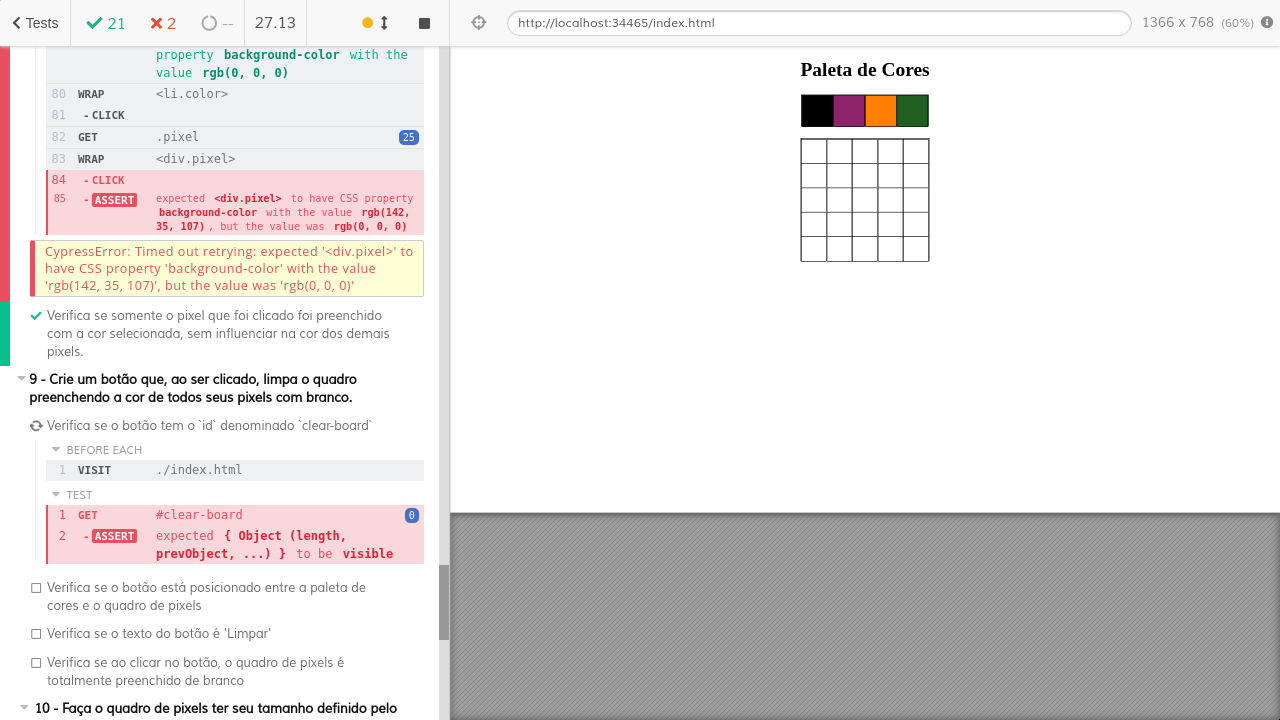 Tests 21 2 -- 27.13
http://localhost:34465/index.html 1366 x 768 (60%)
property background-color with the
value rgb(0, 0, 0)
80 WRAP <li.color>
81 - CLICK
82 GET .pixel 25
83 WRAP <div.pixel>
84 - CLICK
85 - ASSERT expected <div.pixel> to have CSS property
background-color with the value rgb(142,
35, 107) , but the value was rgb(0, 0, 0)
CypressError: Timed out retrying: expected '<div.pixel>' to
have CSS property 'background-color' with the value
'rgb(142, 35, 107)', but the value was 'rgb(0, 0, 0)'
Verifica se somente o pixel que foi clicado foi preenchido
com a cor selecionada, sem influenciar na cor dos demais
pixels.
9 - Crie um botão que, ao ser clicado, limpa o quadro
preenchendo a cor de todos seus pixels com branco.
Verifica se o botão tem o `id` denominado `clear-board`
BEFORE EACH
1 VISIT ./index.html
TEST
1 GET #clear-board 0
2 - ASSERT expected { Object (length,
prevObject, ...) } to be visible
Verifica se o botão está posicionado entre a paleta de
cores e o quadro de pixels
Verifica se o texto do botão é 'Limpar'
Verifica se ao clicar no botão, o quadro de pixels é
totalmente preenchido de branco
10 - Faça o quadro de pixels ter seu tamanho definido pelo
Paleta de Cores